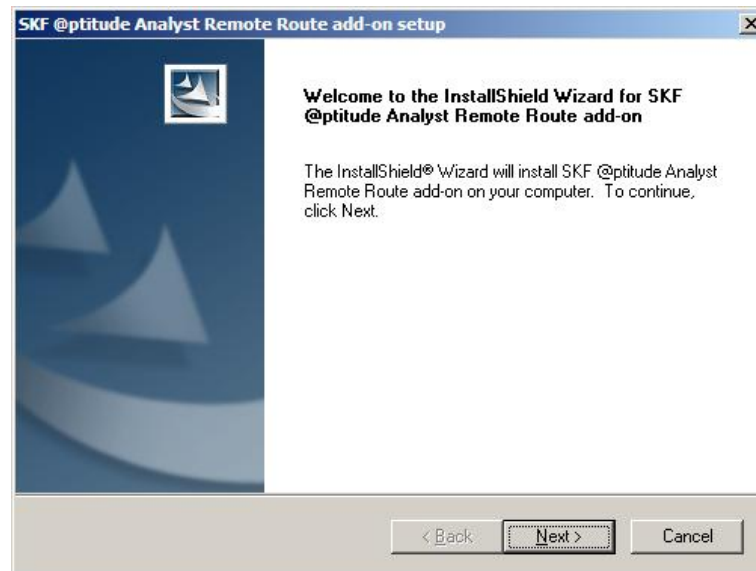 SKF @ptitude Analyst Remote Route add-on setup
Welcome to the InstallShield Wizard for SKF
@ptitude Analyst Remote Route add-on
The InstallShield® Wizard will install SKF @ptitude Analyst
Remote Route add-on on your computer. To continue,
click Next.
< Back Next > Cancel